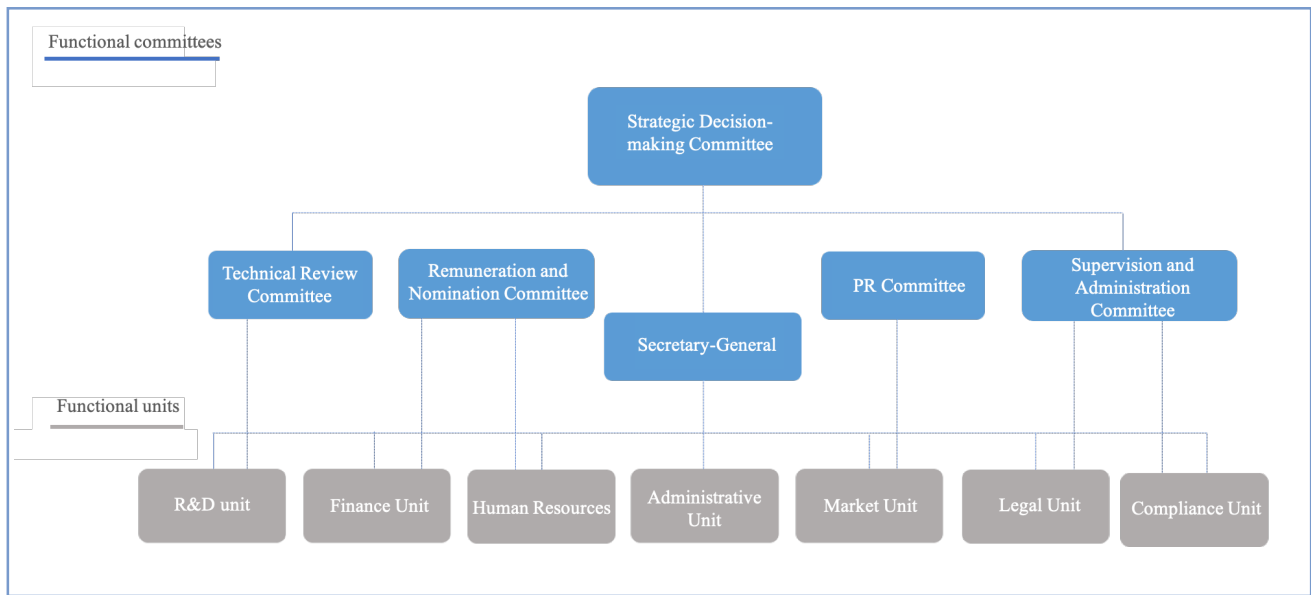 Functional committees
Strategic Decision-
making Committee
Technical Review
Committee
Remuneration and
Nomination Committee
PR Committee
Supervision and
Administration
Committee
Secretary-General
Functional units
R&D unit
Finance Unit
Human Resources
Administrative
Unit
Market Unit
Legal Unit
Compliance Unit